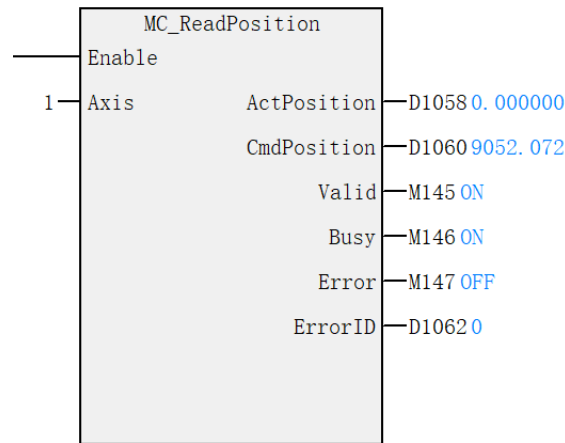 MC_ReadPosition
Enable
1 Axis ActPosition D1058 0.000000
CmdPosition D1060 9052.072
Valid M145 ON
Busy M146 ON
Error M147 OFF
ErrorID D1062 0